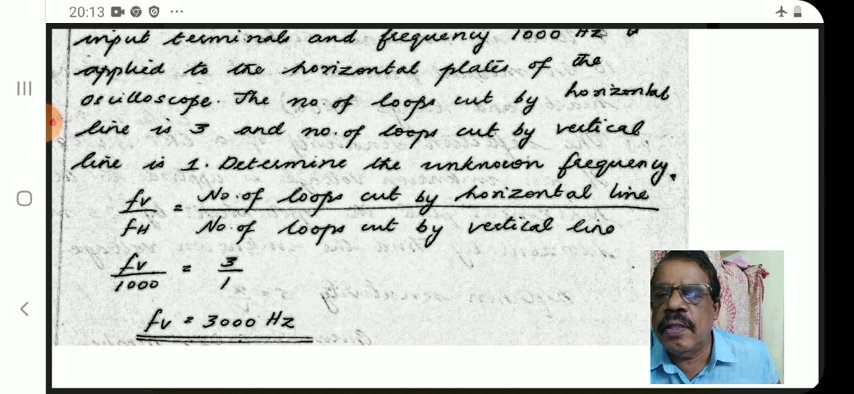 20:13
input terminals and frequency 1000 Hz is
applied to the horizontal plates of the
oscilloscope. The no. of loops cut by horizontal
line is 3 and no. of loops cut by vertical
line is 1. Determine the unknown frequency.
fv/fH = No. of loops cut by horizontal line / No. of loops cut by vertical line
fv/1000 = 3/1
fv = 3000 Hz